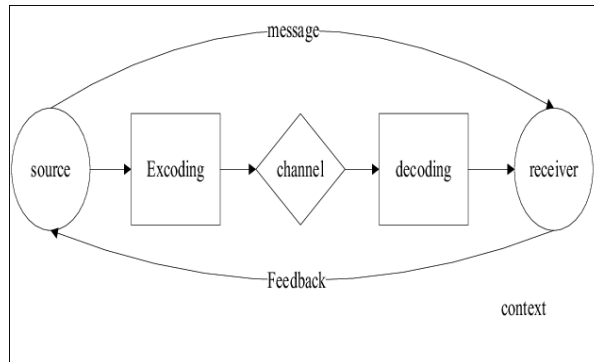 message
source Excoding channel decoding receiver
Feedback
context